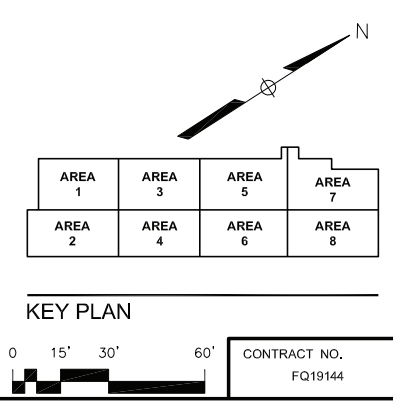 N
AREA 1
AREA 3
AREA 5
AREA 7
AREA 2
AREA 4
AREA 6
AREA 8
KEY PLAN
0 15' 30' 60'
CONTRACT NO.
FQ19144